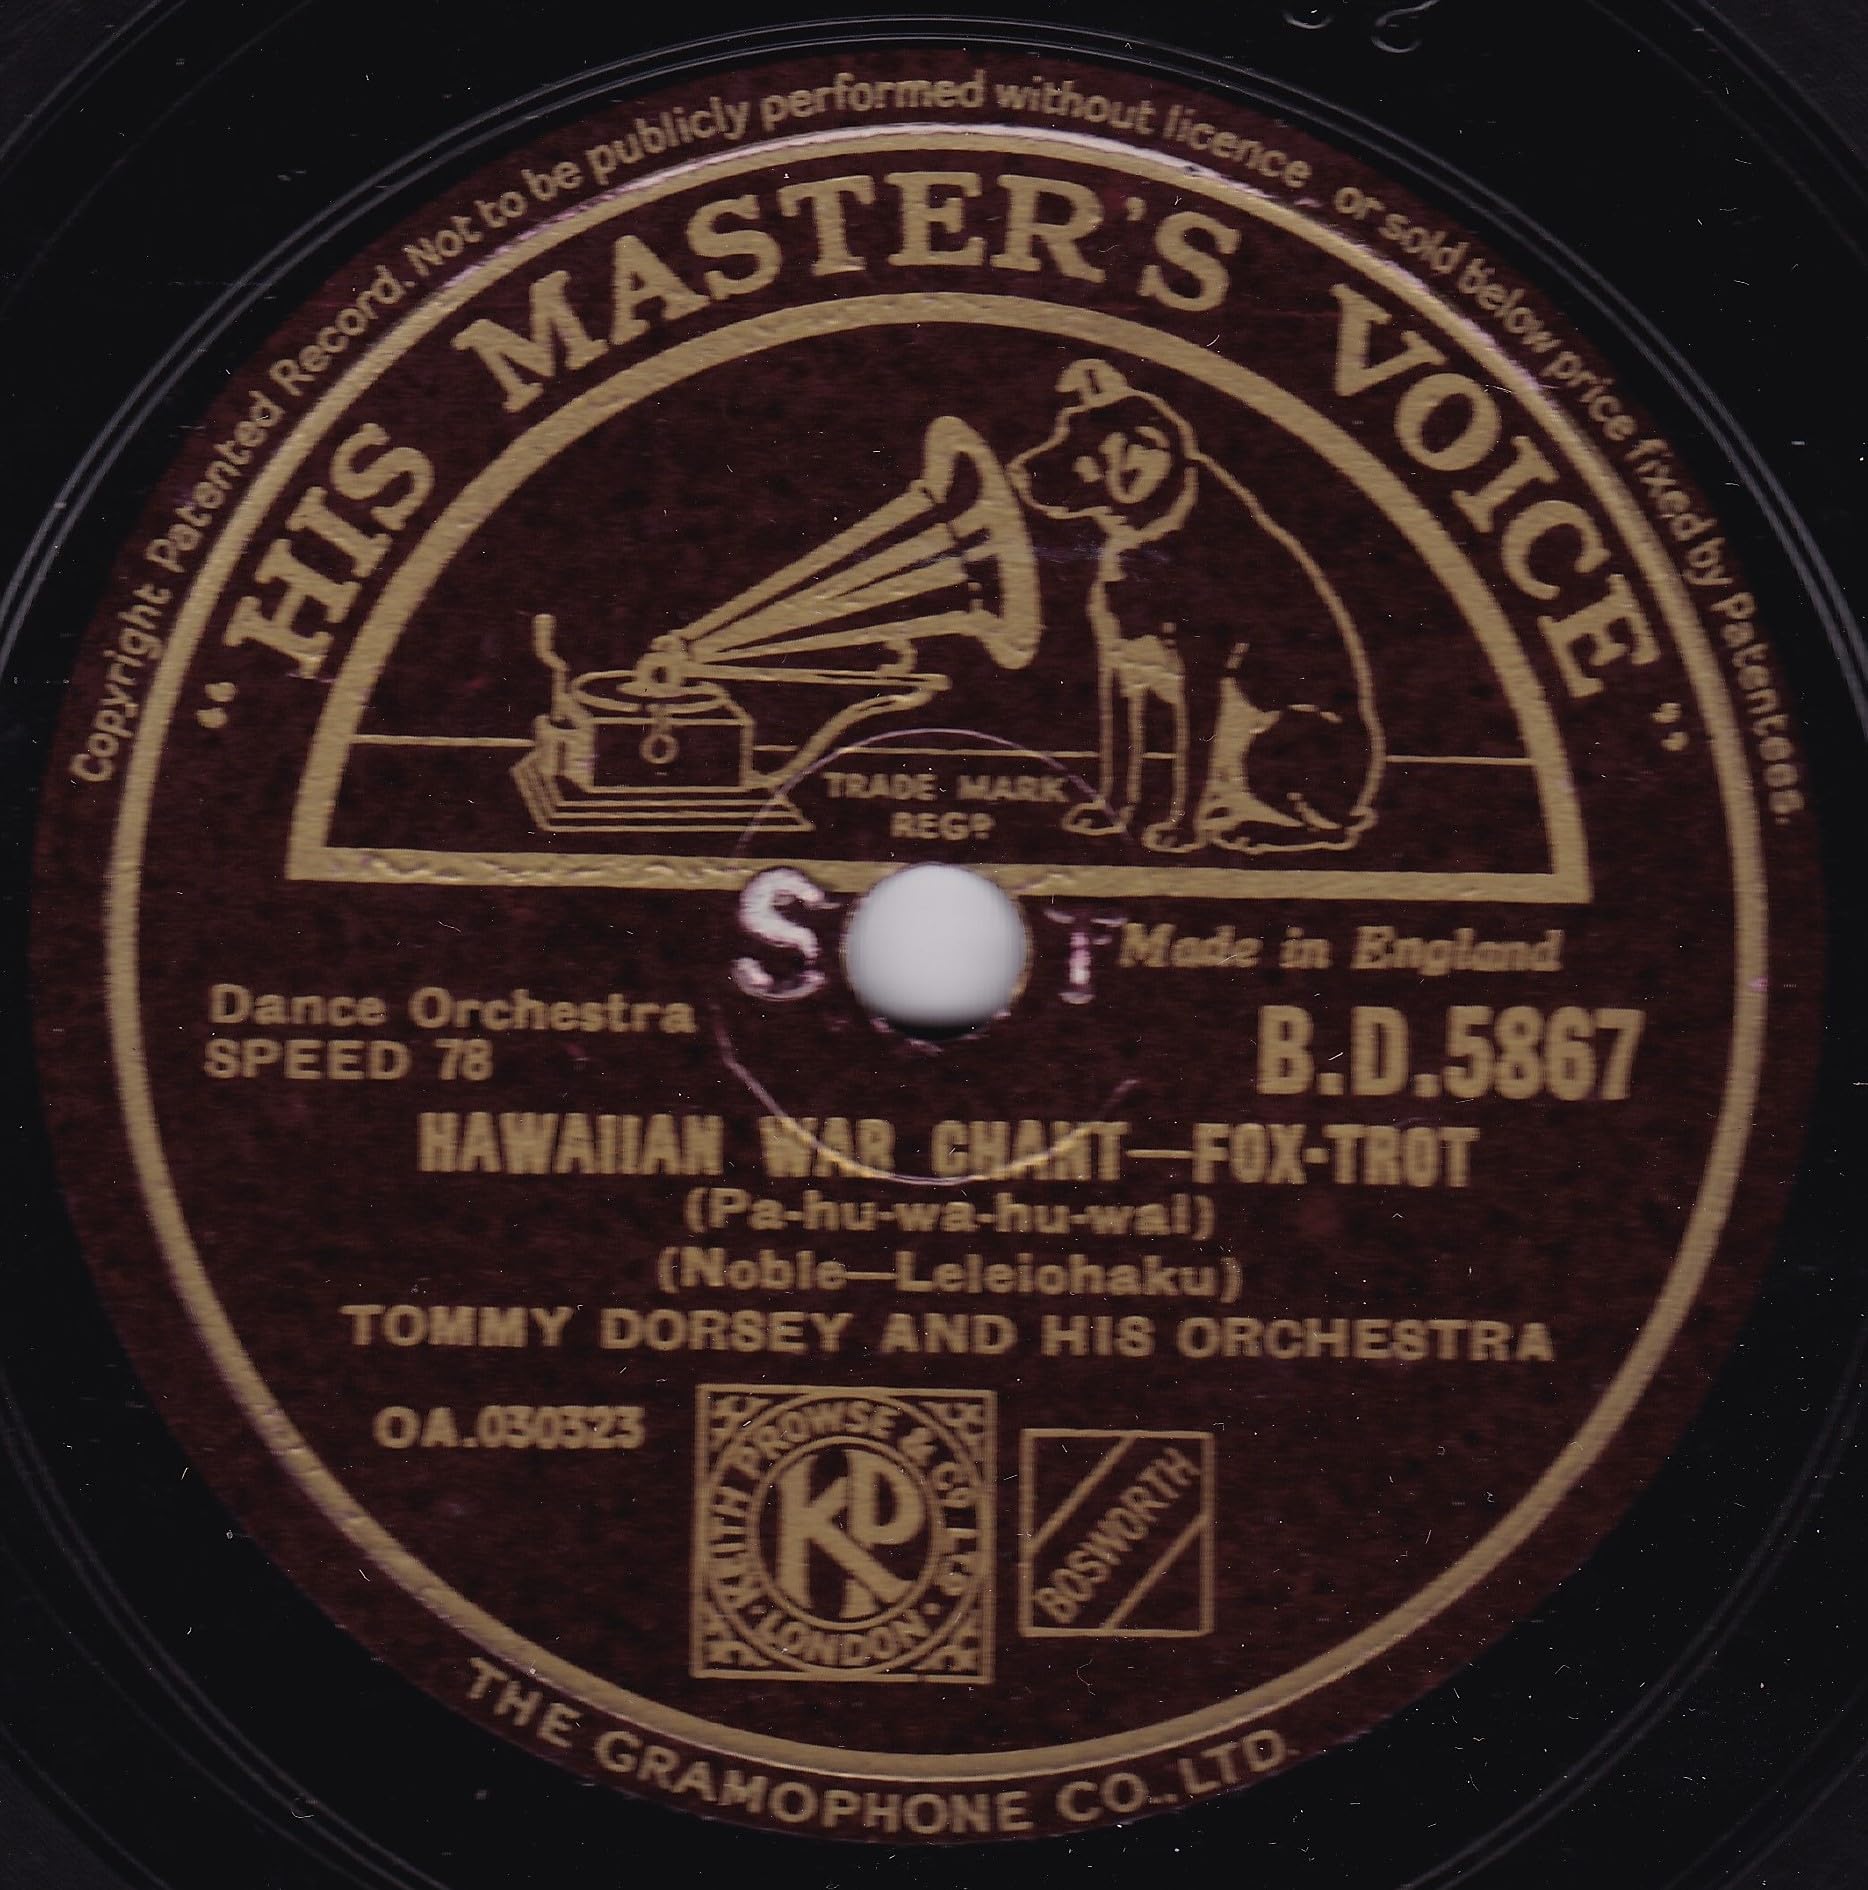 Copyright Patented Record. Not to be publicly performed without licence or sold below price fixed by Patentees.
"HIS MASTER'S VOICE"
TRADE MARK
REGD
S T
Made in England
Dance Orchestra
SPEED 78
B.D.5867
HAWAIIAN WAR CHANT—FOX-TROT
(Pa-hu-wa-hu-wai)
(Noble—Leleiohaku)
TOMMY DORSEY AND HIS ORCHESTRA
OA.030323
KEITH PROWSE & CO LTD
KP
LONDON
BOSWORTH
THE GRAMOPHONE CO., LTD.